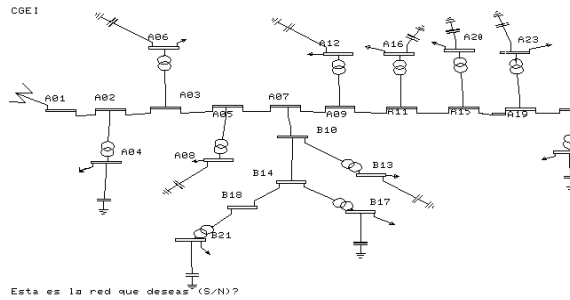 CGEI
A06
A12
A16
A20
A23
A01
A02
A03
A05
A07
A09
A11
A15
A19
A04
A08
B10
B13
B14
B18
B17
B21
Esta es la red que deseas (S/N)?